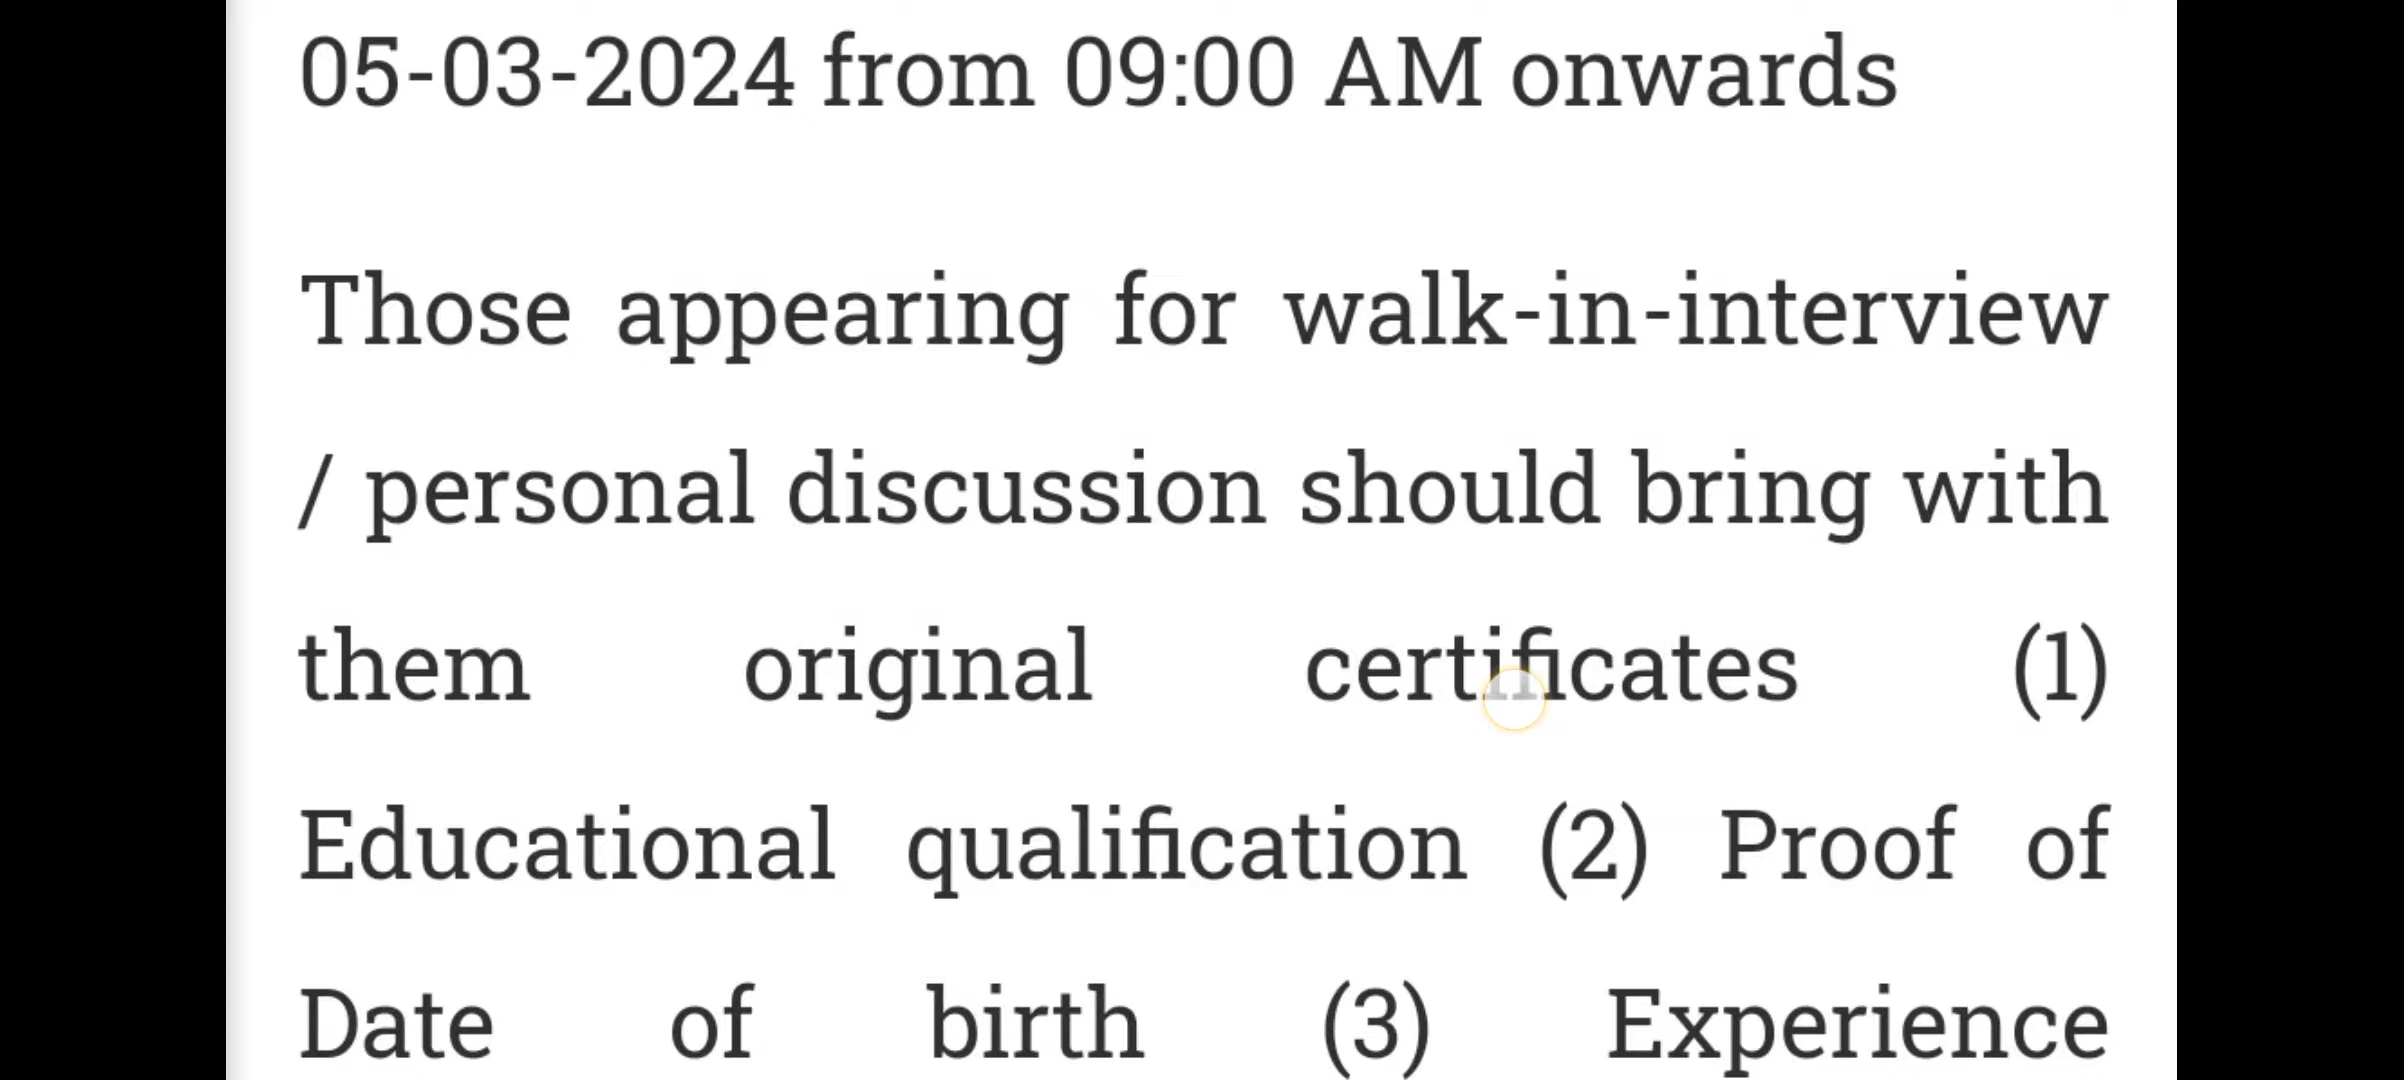 05-03-2024 from 09:00 AM onwards
Those appearing for walk-in-interview
/ personal discussion should bring with
them original certificates (1)
Educational qualification (2) Proof of
Date of birth (3) Experience